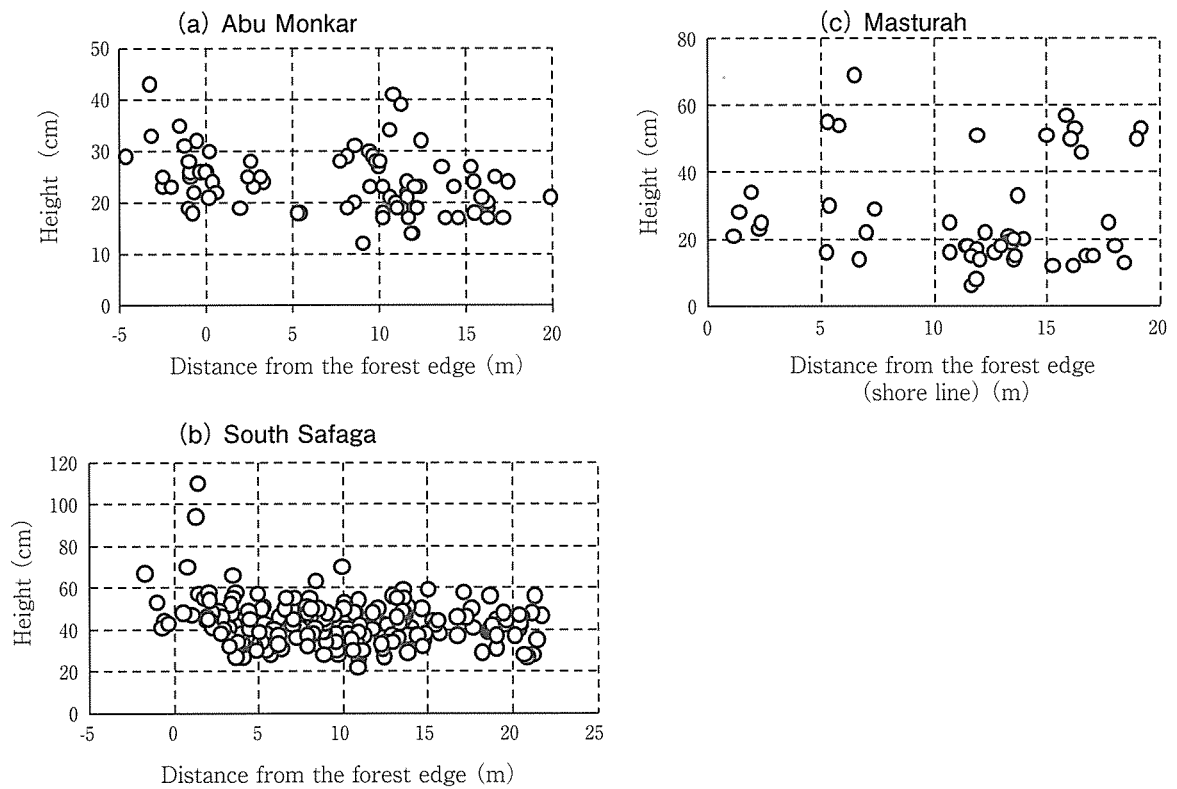 (a) Abu Monkar
50
40
30
20
10
0
Height (cm)
-5 0 5 10 15 20
Distance from the forest edge (m)
(c) Masturah
80
60
40
20
0
Height (cm)
0 5 10 15 20
Distance from the forest edge
(shore line) (m)
(b) South Safaga
120
100
80
60
40
20
0
Height (cm)
-5 0 5 10 15 20 25
Distance from the forest edge (m)